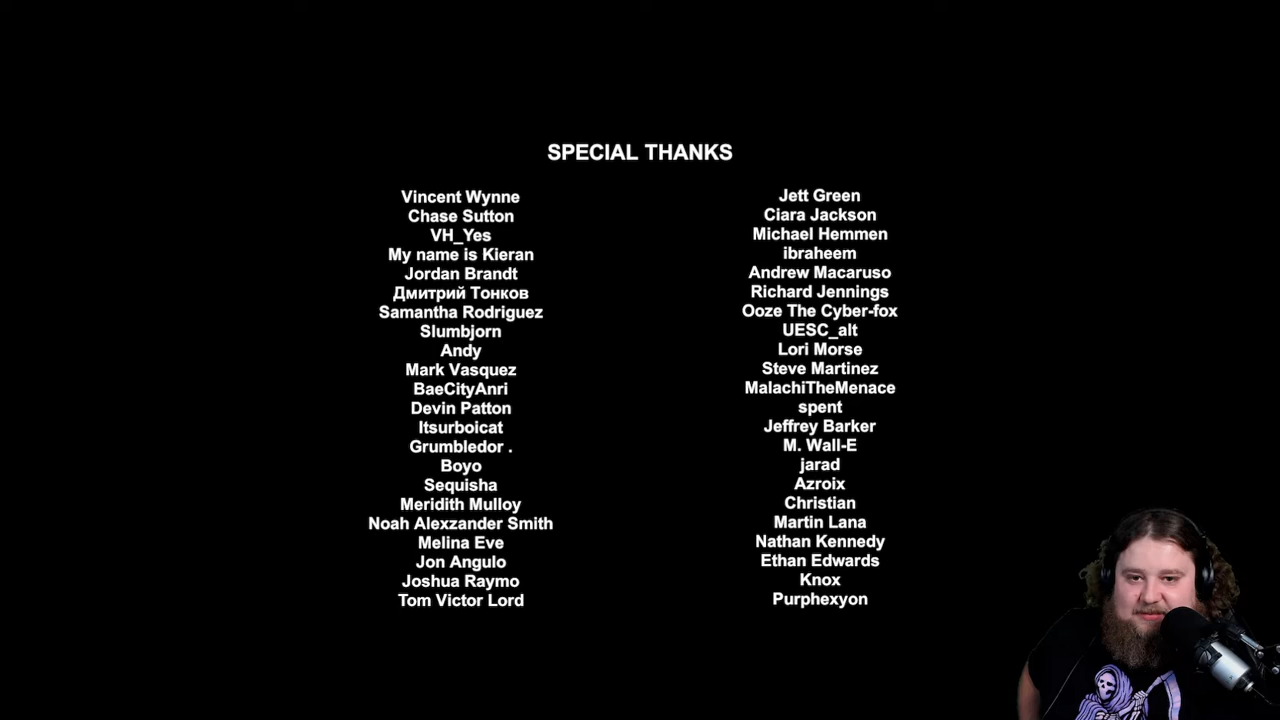 SPECIAL THANKS
Vincent Wynne
Chase Sutton
VH_Yes
My name is Kieran
Jordan Brandt
Дмитрий Тонков
Samantha Rodriguez
Slumbjorn
Andy
Mark Vasquez
BaeCityAnri
Devin Patton
Itsurboicat
Grumbledor .
Boyo
Sequisha
Meridith Mulloy
Noah Alexzander Smith
Melina Eve
Jon Angulo
Joshua Raymo
Tom Victor Lord
Jett Green
Ciara Jackson
Michael Hemmen
ibraheem
Andrew Macaruso
Richard Jennings
Ooze The Cyber-fox
UESC_alt
Lori Morse
Steve Martinez
MalachiTheMenace
spent
Jeffrey Barker
M. Wall-E
jarad
Azroix
Christian
Martin Lana
Nathan Kennedy
Ethan Edwards
Knox
Purphexyon